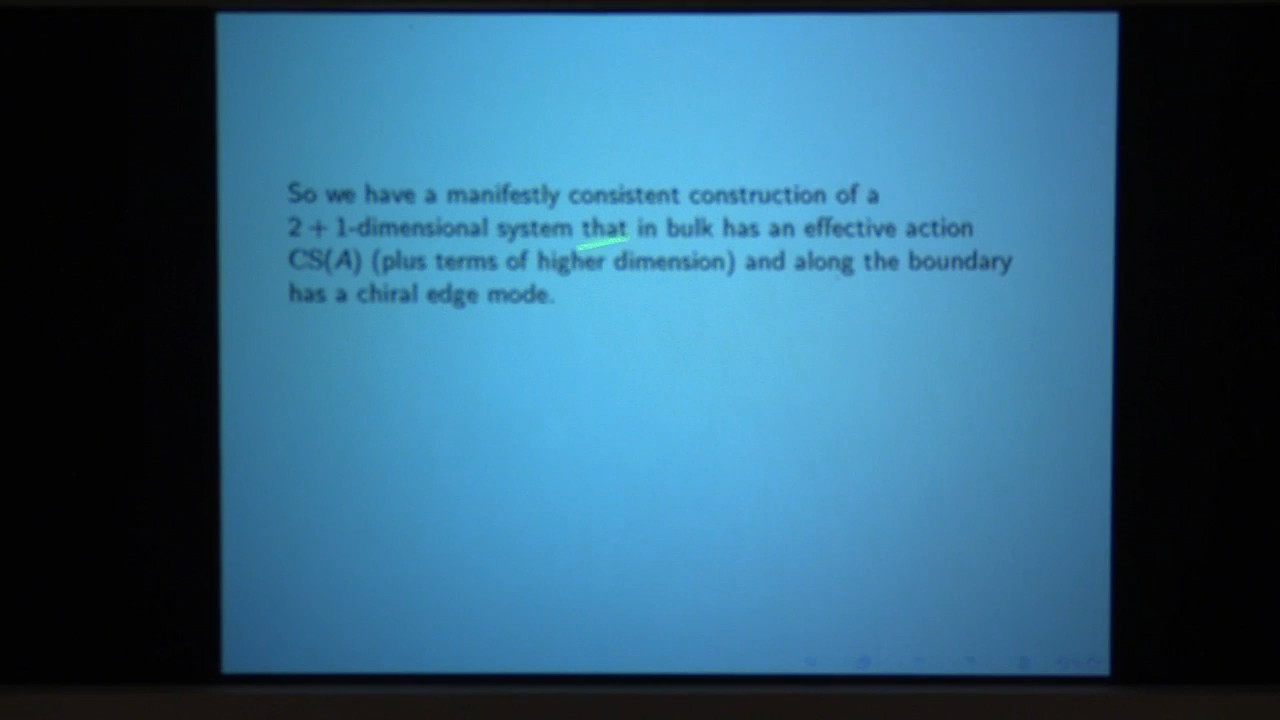 So we have a manifestly consistent construction of a
2 + 1-dimensional system that in bulk has an effective action
CS(A) (plus terms of higher dimension) and along the boundary
has a chiral edge mode.